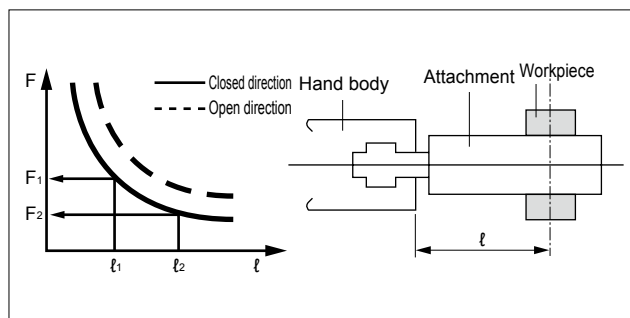 F
Closed direction
Open direction
F1
F2
ℓ1
ℓ2
ℓ
Hand body
Attachment
Workpiece
ℓ